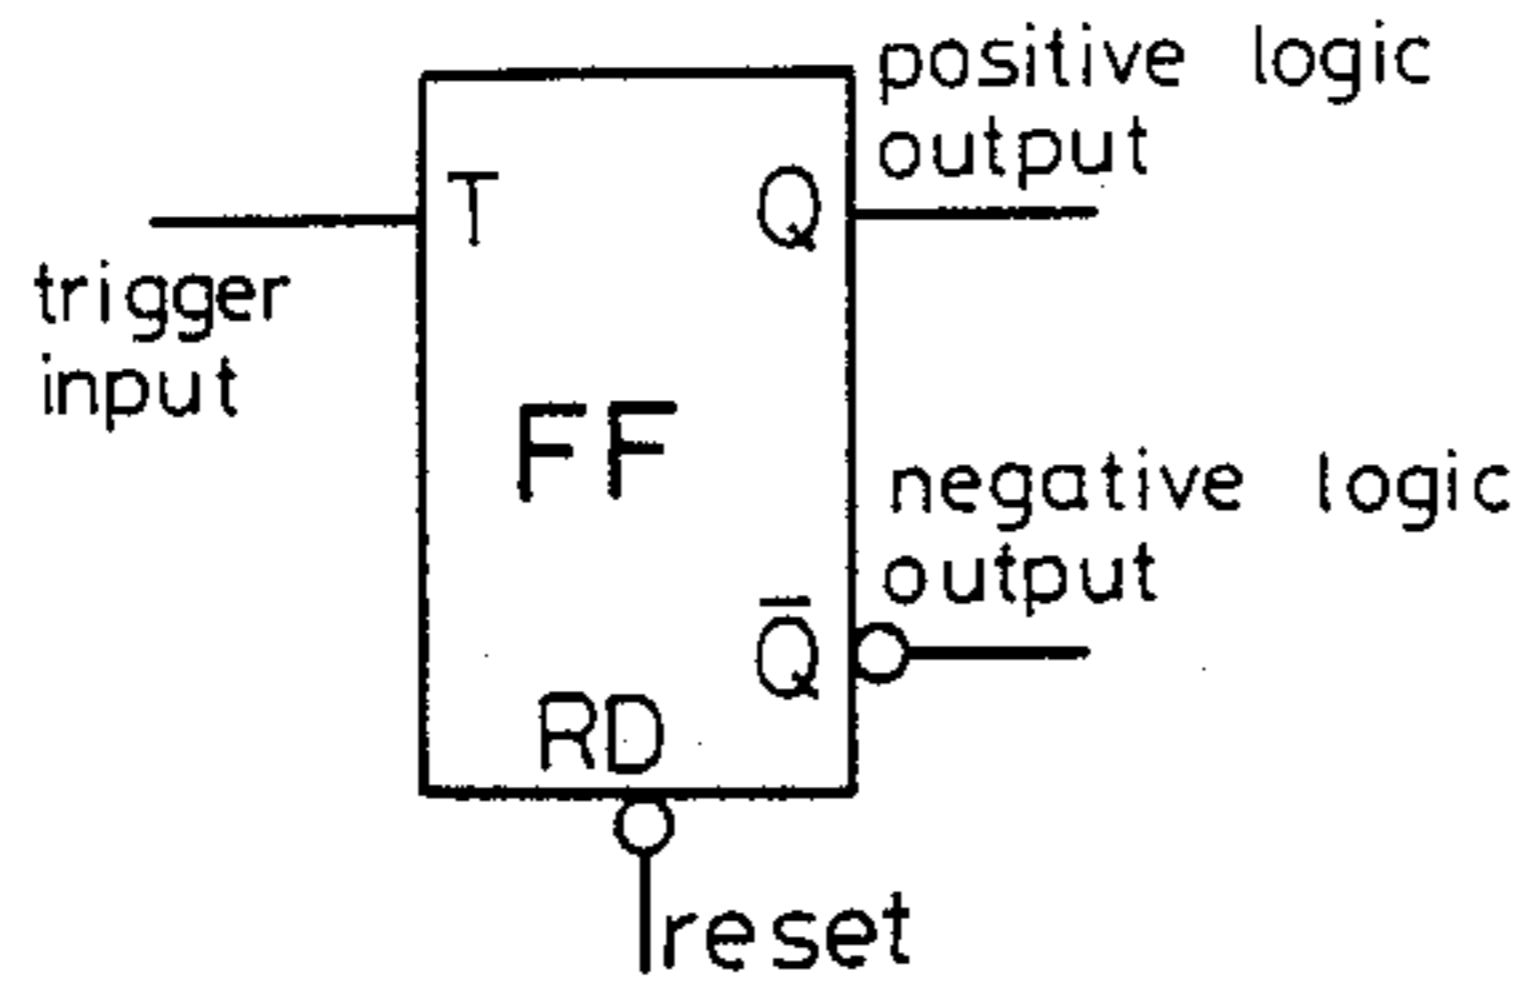 positive logic
output
T
Q
trigger
input
FF
negative logic
output
Q̅
RD
reset